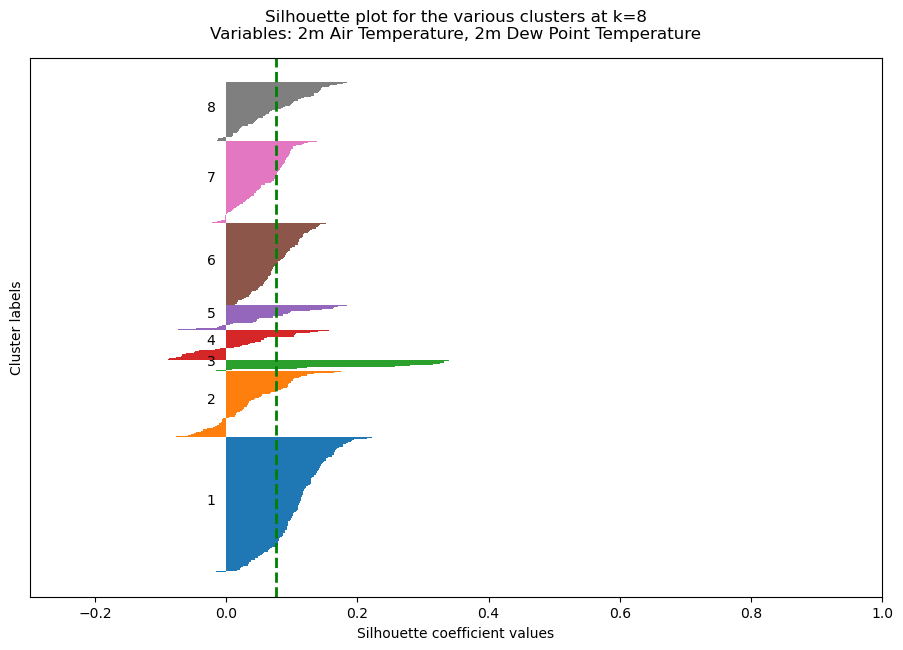 Silhouette plot for the various clusters at k=8
Variables: 2m Air Temperature, 2m Dew Point Temperature
Cluster labels
8
7
6
5
4
3
2
1
−0.2 0.0 0.2 0.4 0.6 0.8 1.0
Silhouette coefficient values